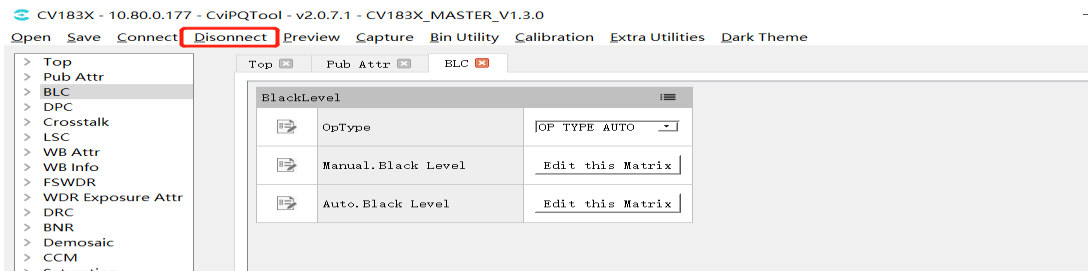 CV183X - 10.80.0.177 - CviPQTool - v2.0.7.1 - CV183X_MASTER_V1.3.0
Open Save Connect Disonnect Preview Capture Bin Utility Calibration Extra Utilities Dark Theme
Top
Pub Attr
BLC
DPC
Crosstalk
LSC
WB Attr
WB Info
FSWDR
WDR Exposure Attr
DRC
BNR
Demosaic
CCM
Top Pub Attr BLC
BlackLevel
OpType OP TYPE AUTO
Manual.Black Level Edit this Matrix
Auto.Black Level Edit this Matrix